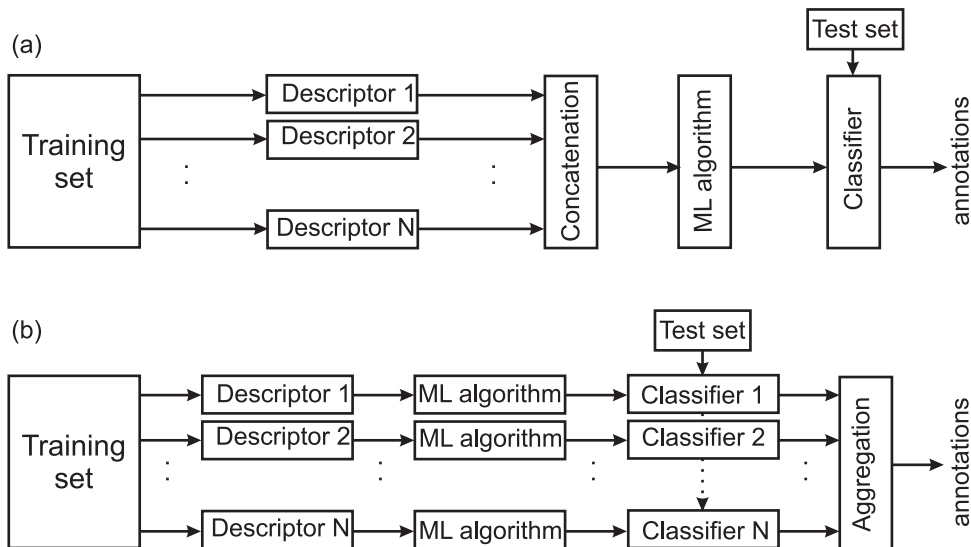 (a)
Test set
Training
set
Descriptor 1
Descriptor 2
Descriptor N
Concatenation
ML algorithm
Classifier
annotations
(b)
Test set
Training
set
Descriptor 1
ML algorithm
Classifier 1
Descriptor 2
ML algorithm
Classifier 2
Descriptor N
ML algorithm
Classifier N
Aggregation
annotations